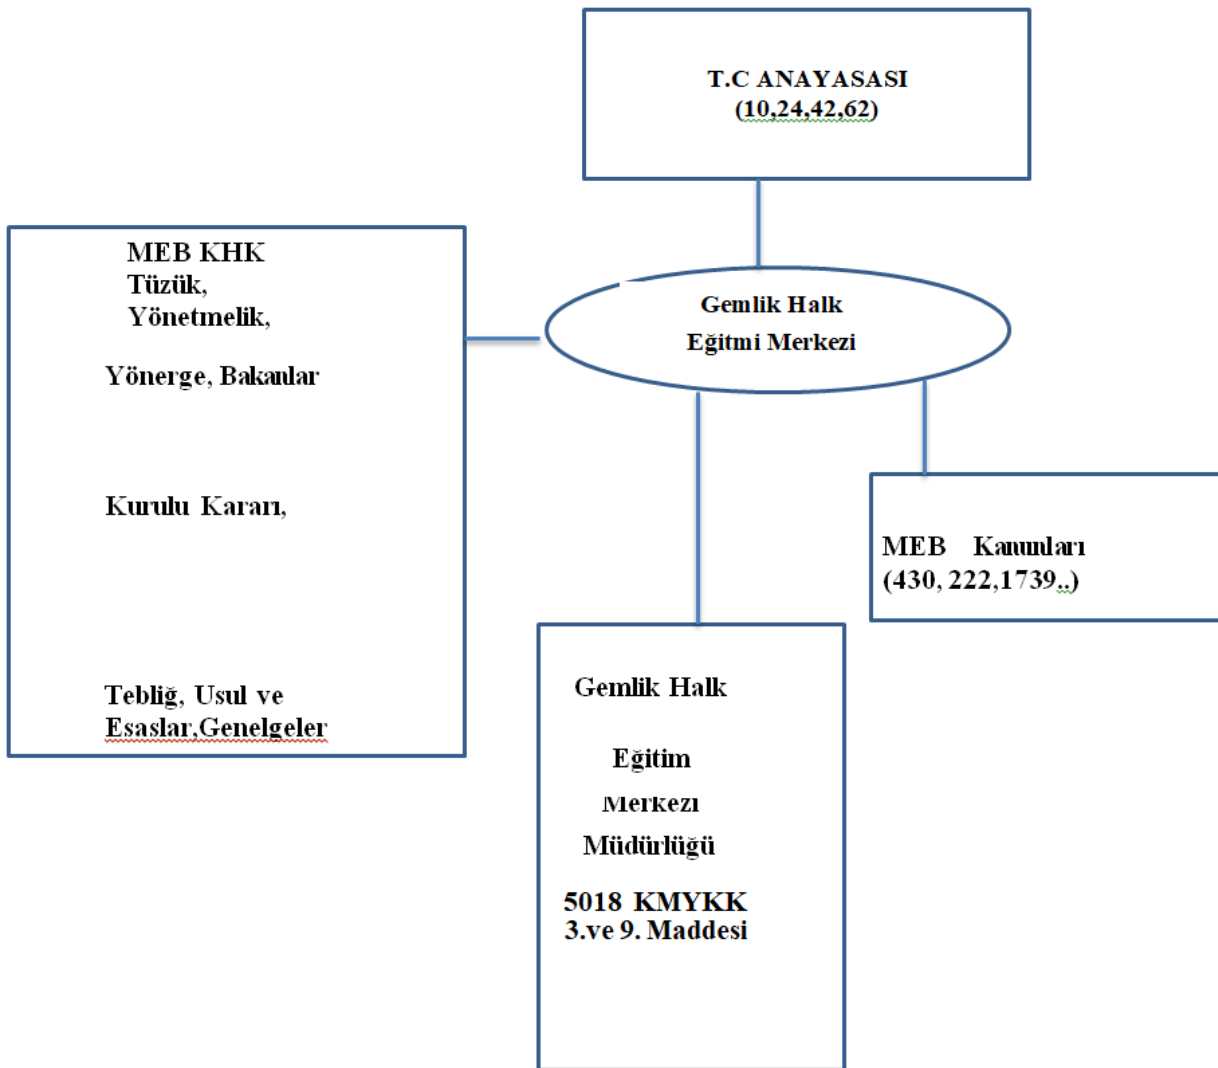 T.C ANAYASASI
(10,24,42,62)
MEB KHK
Tüzük,
Yönetmelik,
Yönerge, Bakanlar
Kurulu Kararı,
Tebliğ, Usul ve
Esaslar,Genelgeler
Gemlik Halk
Eğitmi Merkezi
MEB Kanunları
(430, 222,1739..)
Gemlik Halk
Eğitim
Merkezi
Müdürlüğü
5018 KMYKK
3.ve 9. Maddesi